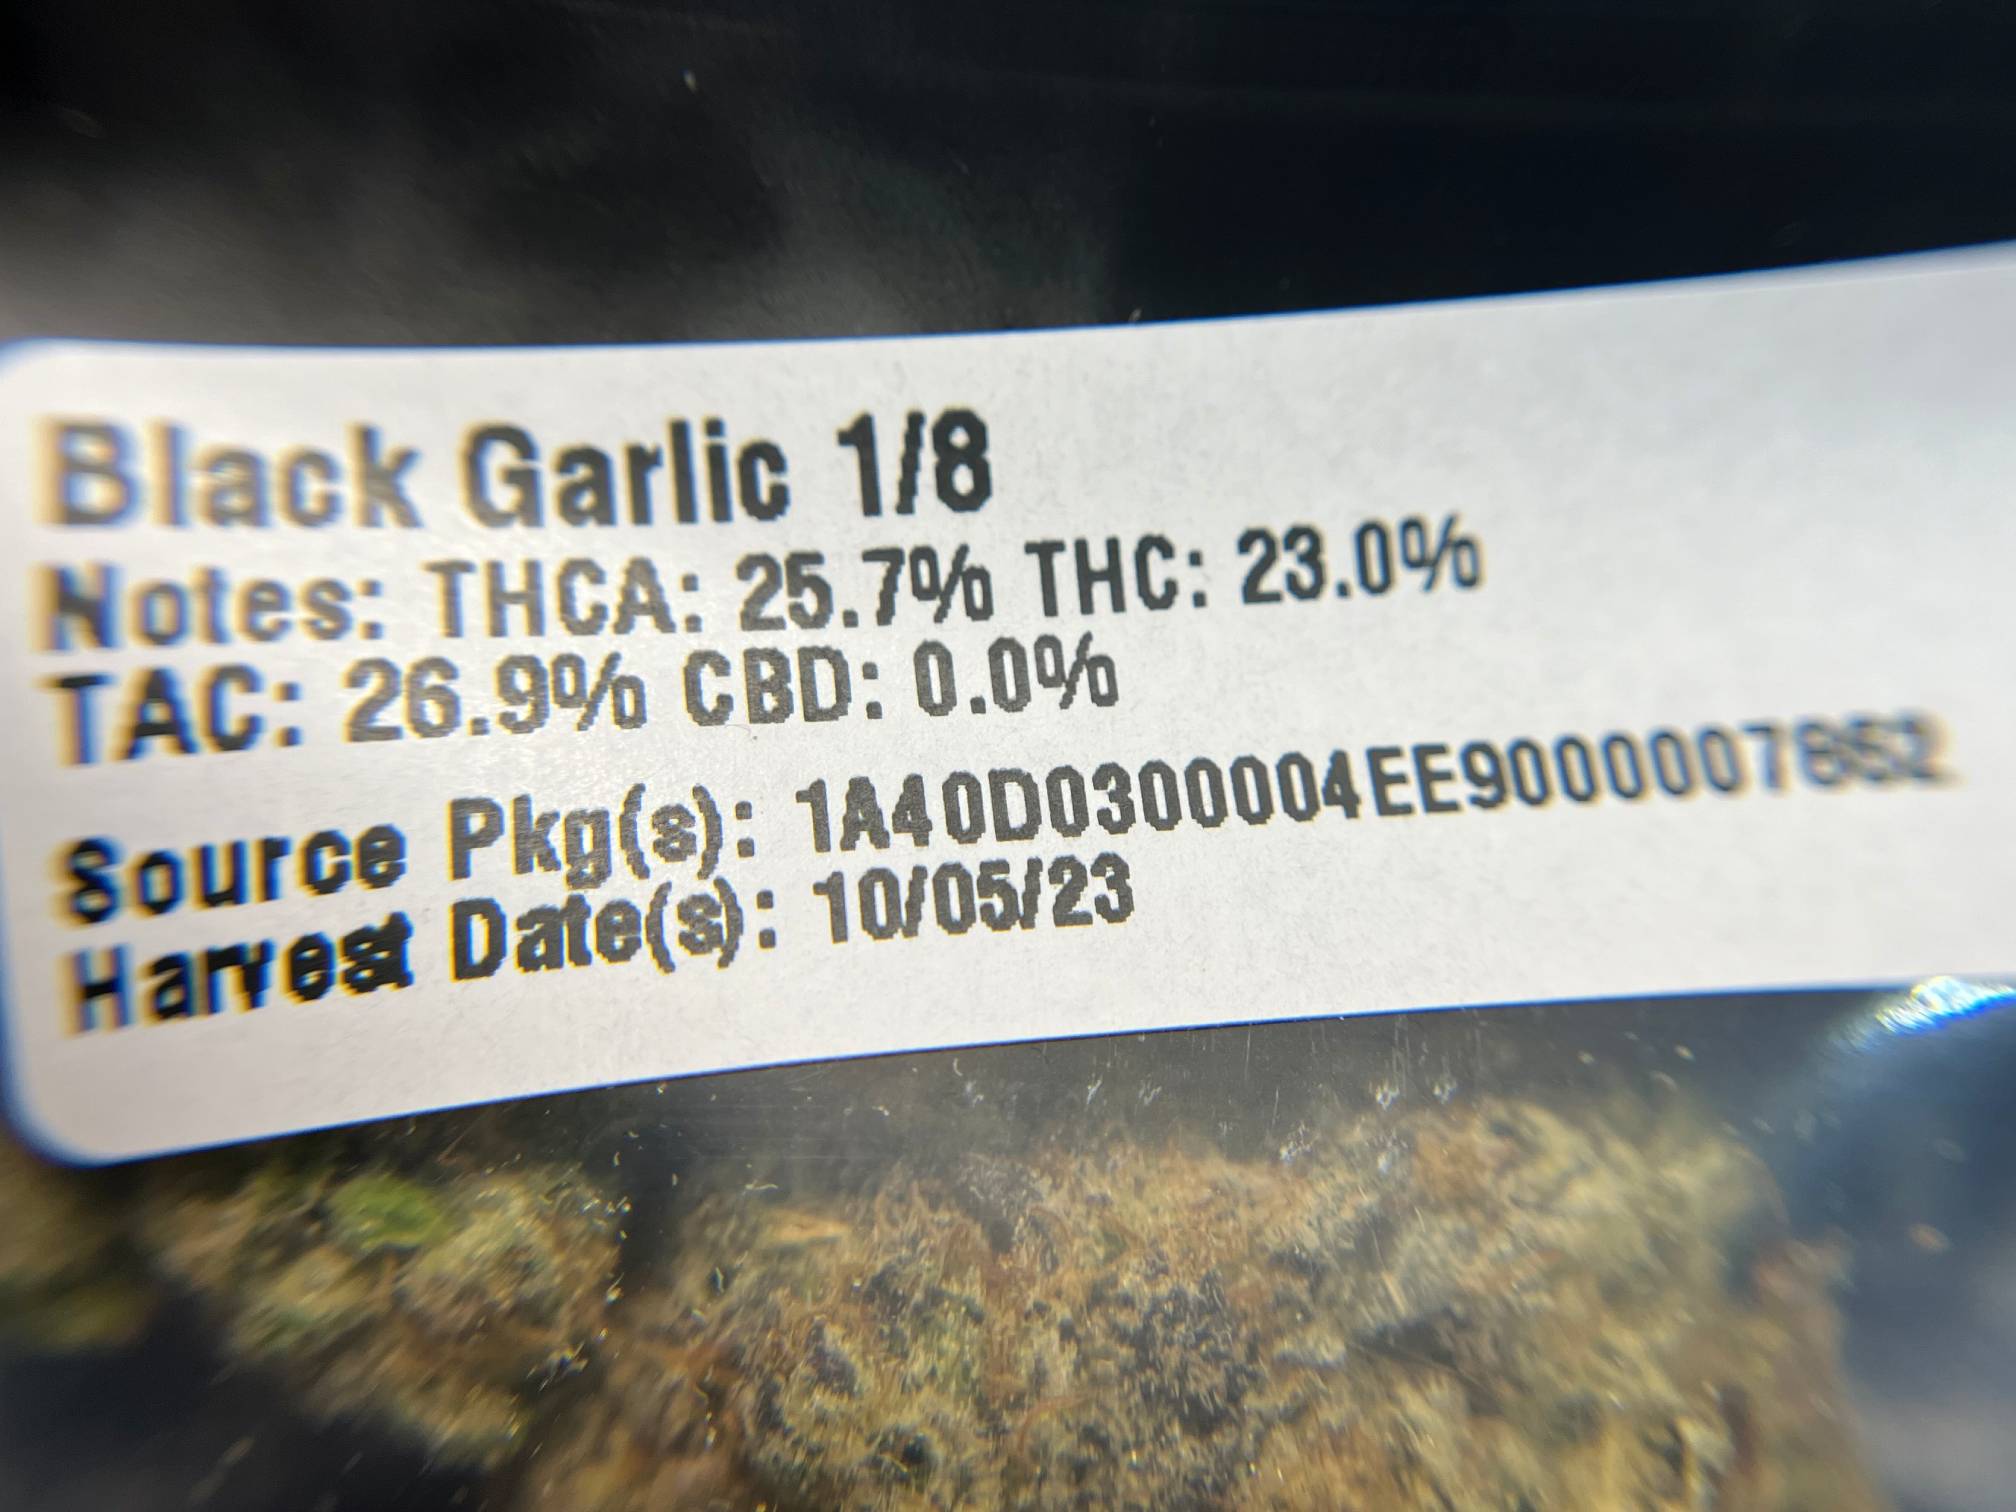 Black Garlic 1/8
Notes: THCA: 25.7% THC: 23.0%
TAC: 26.9% CBD: 0.0%
Source Pkg(s):
Harvest Date(s): 10/05/23